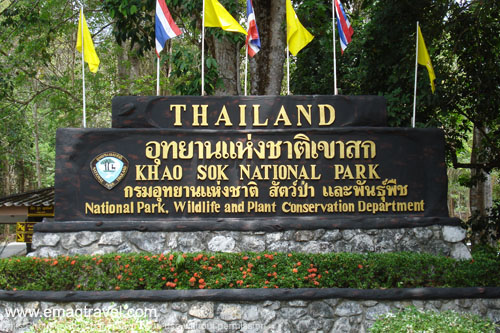 THAILAND
อุทยานแห่งชาติเขาสก
KHAO SOK NATIONAL PARK
กรมอุทยานแห่งชาติ สัตว์ป่า และพันธุ์พืช
National Park, Wildlife and Plant Conservation Department
www.emagtravel.com
permission